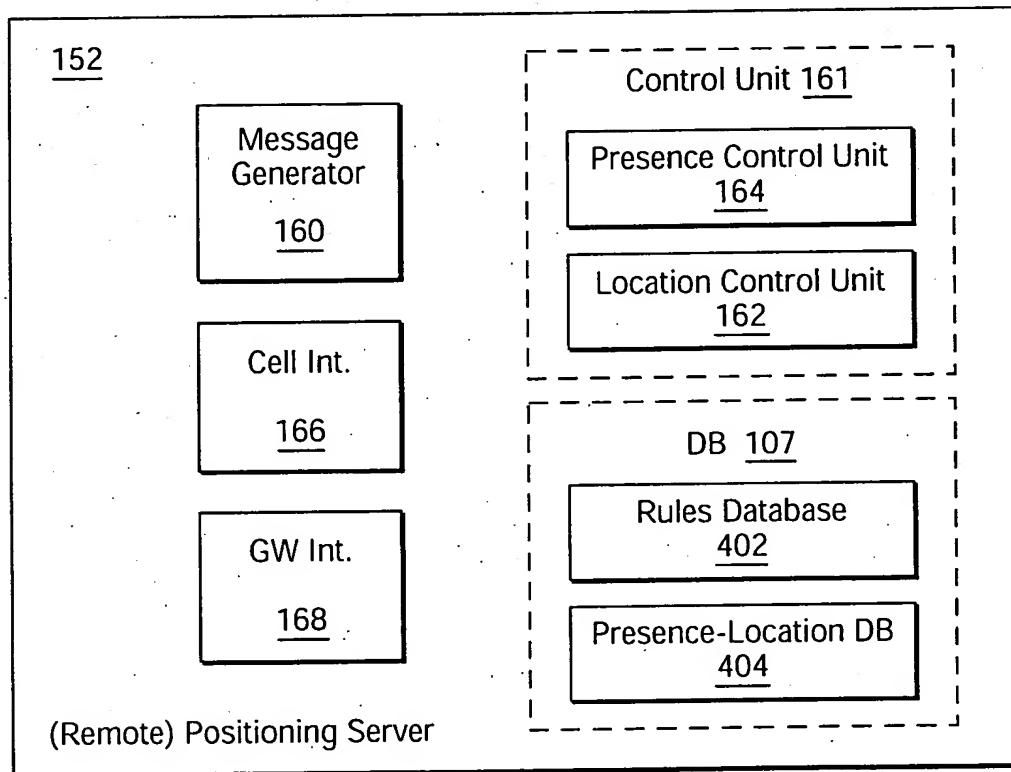 152
Message
Generator
160
Cell Int.
166
GW Int.
168
(Remote) Positioning Server
Control Unit 161
Presence Control Unit
164
Location Control Unit
162
DB 107
Rules Database
402
Presence-Location DB
404